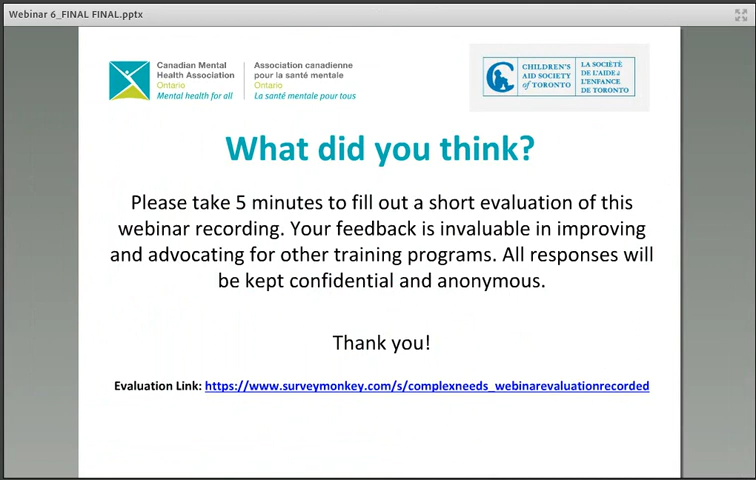 Webinar 6_FINAL FINAL.pptx
Canadian Mental
Health Association
Ontario
Mental health for all
Association canadienne
pour la santé mentale
Ontario
La santé mentale pour tous
CHILDREN'S
AID SOCIETY
of TORONTO
LA SOCIÉTÉ
DE L'AIDE À
L'ENFANCE
DE TORONTO
What did you think?
Please take 5 minutes to fill out a short evaluation of this
webinar recording. Your feedback is invaluable in improving
and advocating for other training programs. All responses will
be kept confidential and anonymous.
Thank you!
Evaluation Link: https://www.surveymonkey.com/s/complexneeds_webinarevaluationrecorded